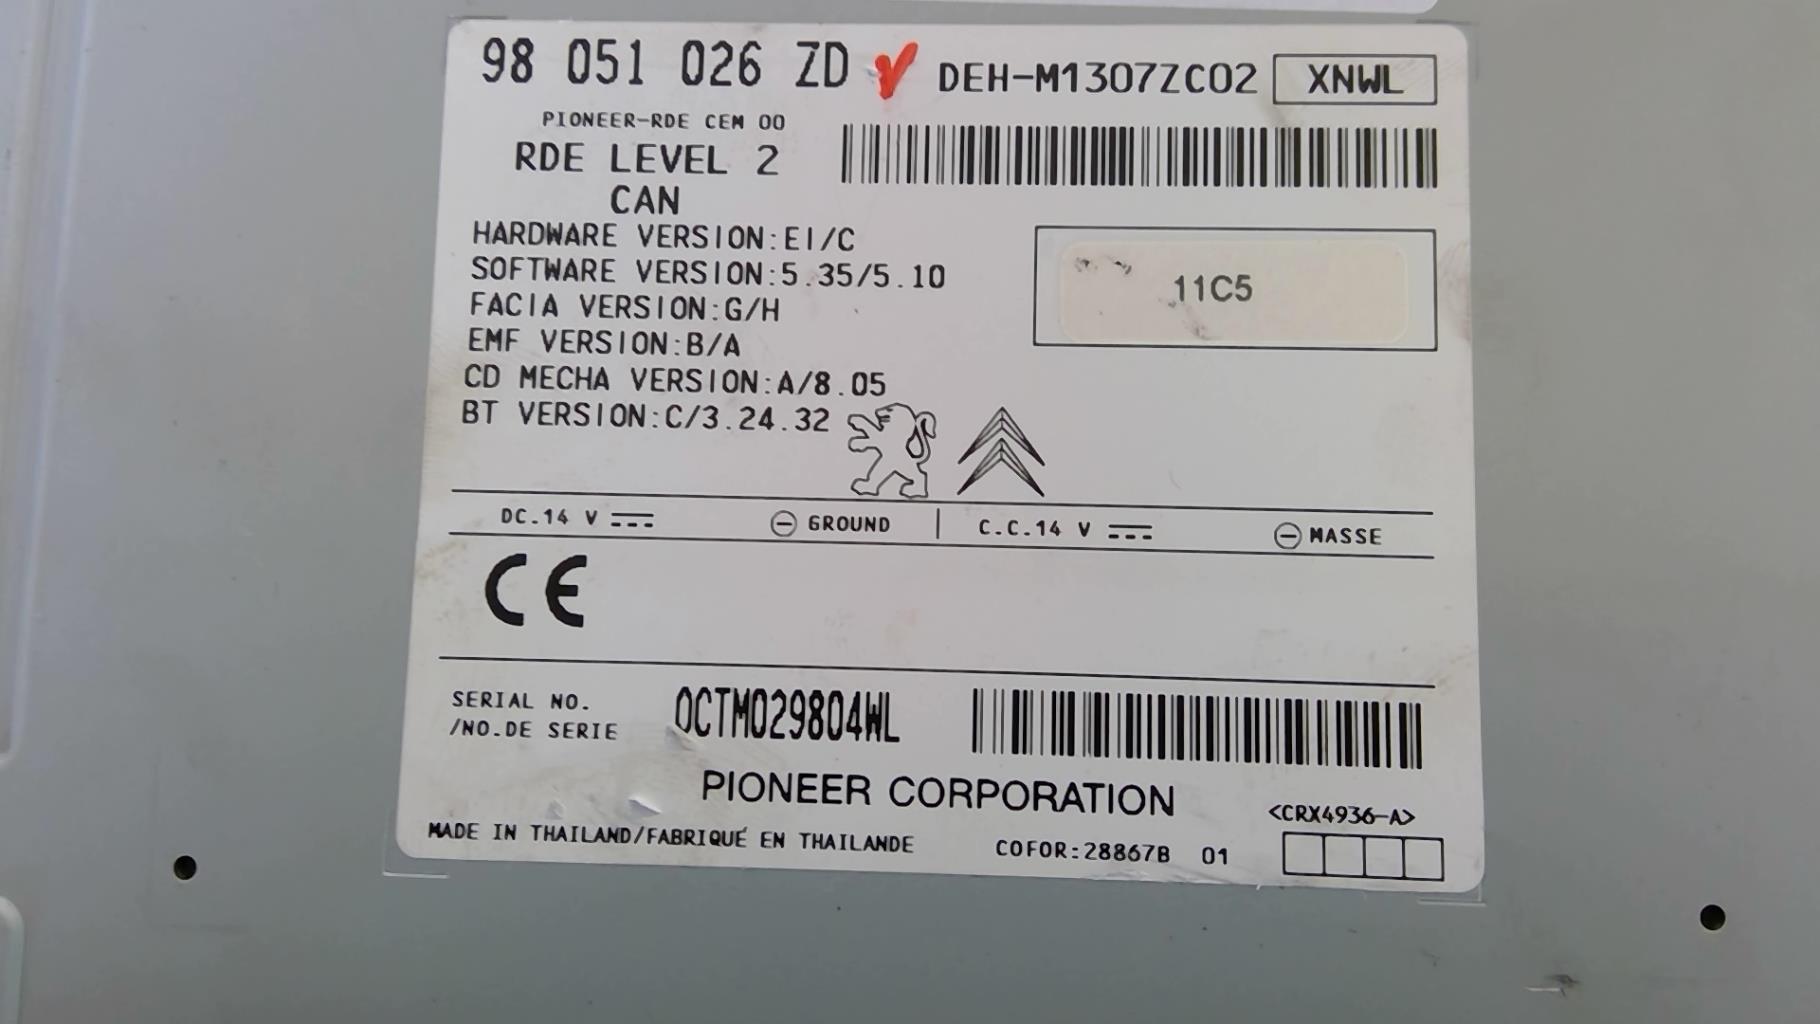 98 051 026 ZD DEH-M1307ZC02 XNWL
PIONEER-RDE CEM 00
RDE LEVEL 2
CAN
HARDWARE VERSION:EI/C
SOFTWARE VERSION:5.35/5.10
11C5
FACIA VERSION:G/H
EMF VERSION:B/A
CD MECHA VERSION:A/8.05
BT VERSION:C/3.24.32
DC.14 V GROUND | C.C.14 V MASSE
CE
SERIAL NO.
/NO.DE SERIE
0CTM029804WL
PIONEER CORPORATION
<CRX4936-A>
MADE IN THAILAND/FABRIQUÉ EN THAILANDE COFOR:28867B 01